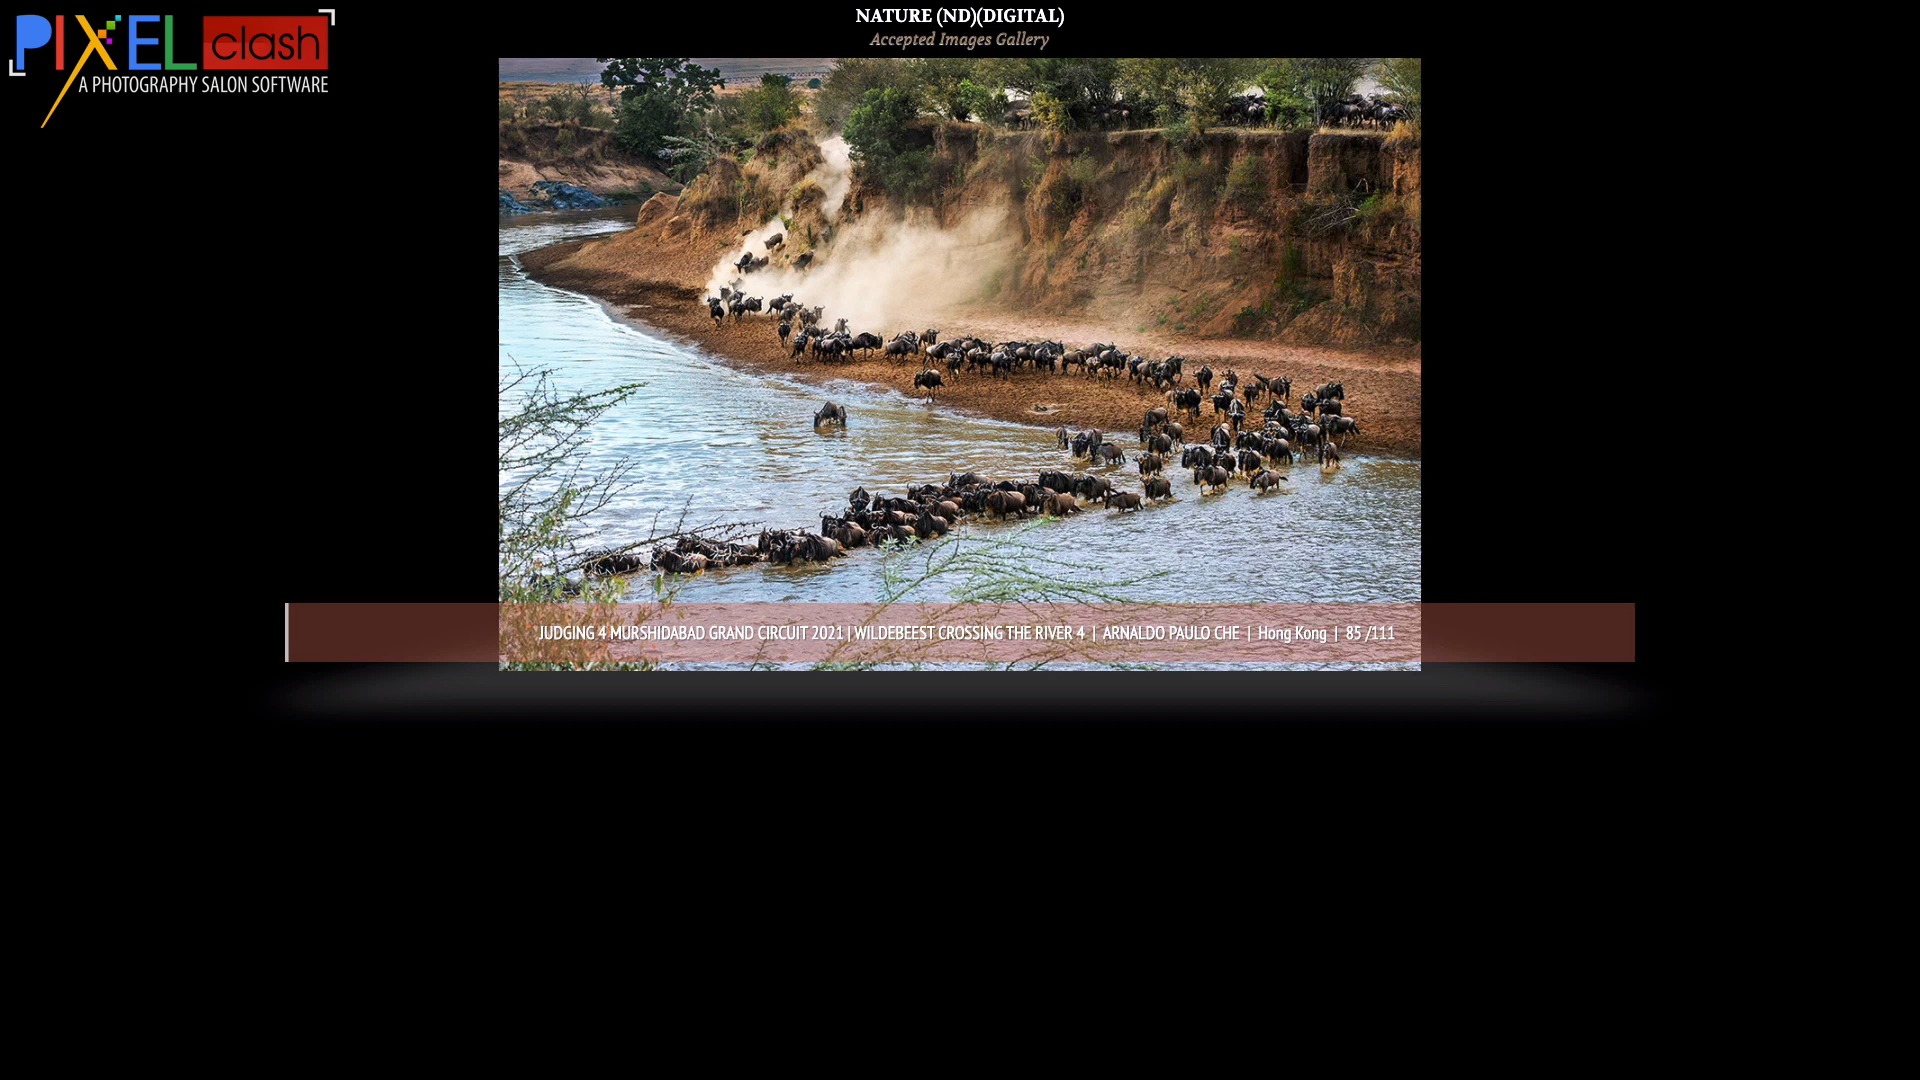 PIXEL clash
A PHOTOGRAPHY SALON SOFTWARE
NATURE (ND)(DIGITAL)
Accepted Images Gallery
JUDGING 4 MURSHIDABAD GRAND CIRCUIT 2021 | WILDEBEEST CROSSING THE RIVER 4 | ARNALDO PAULO CHE | Hong Kong | 85 /111